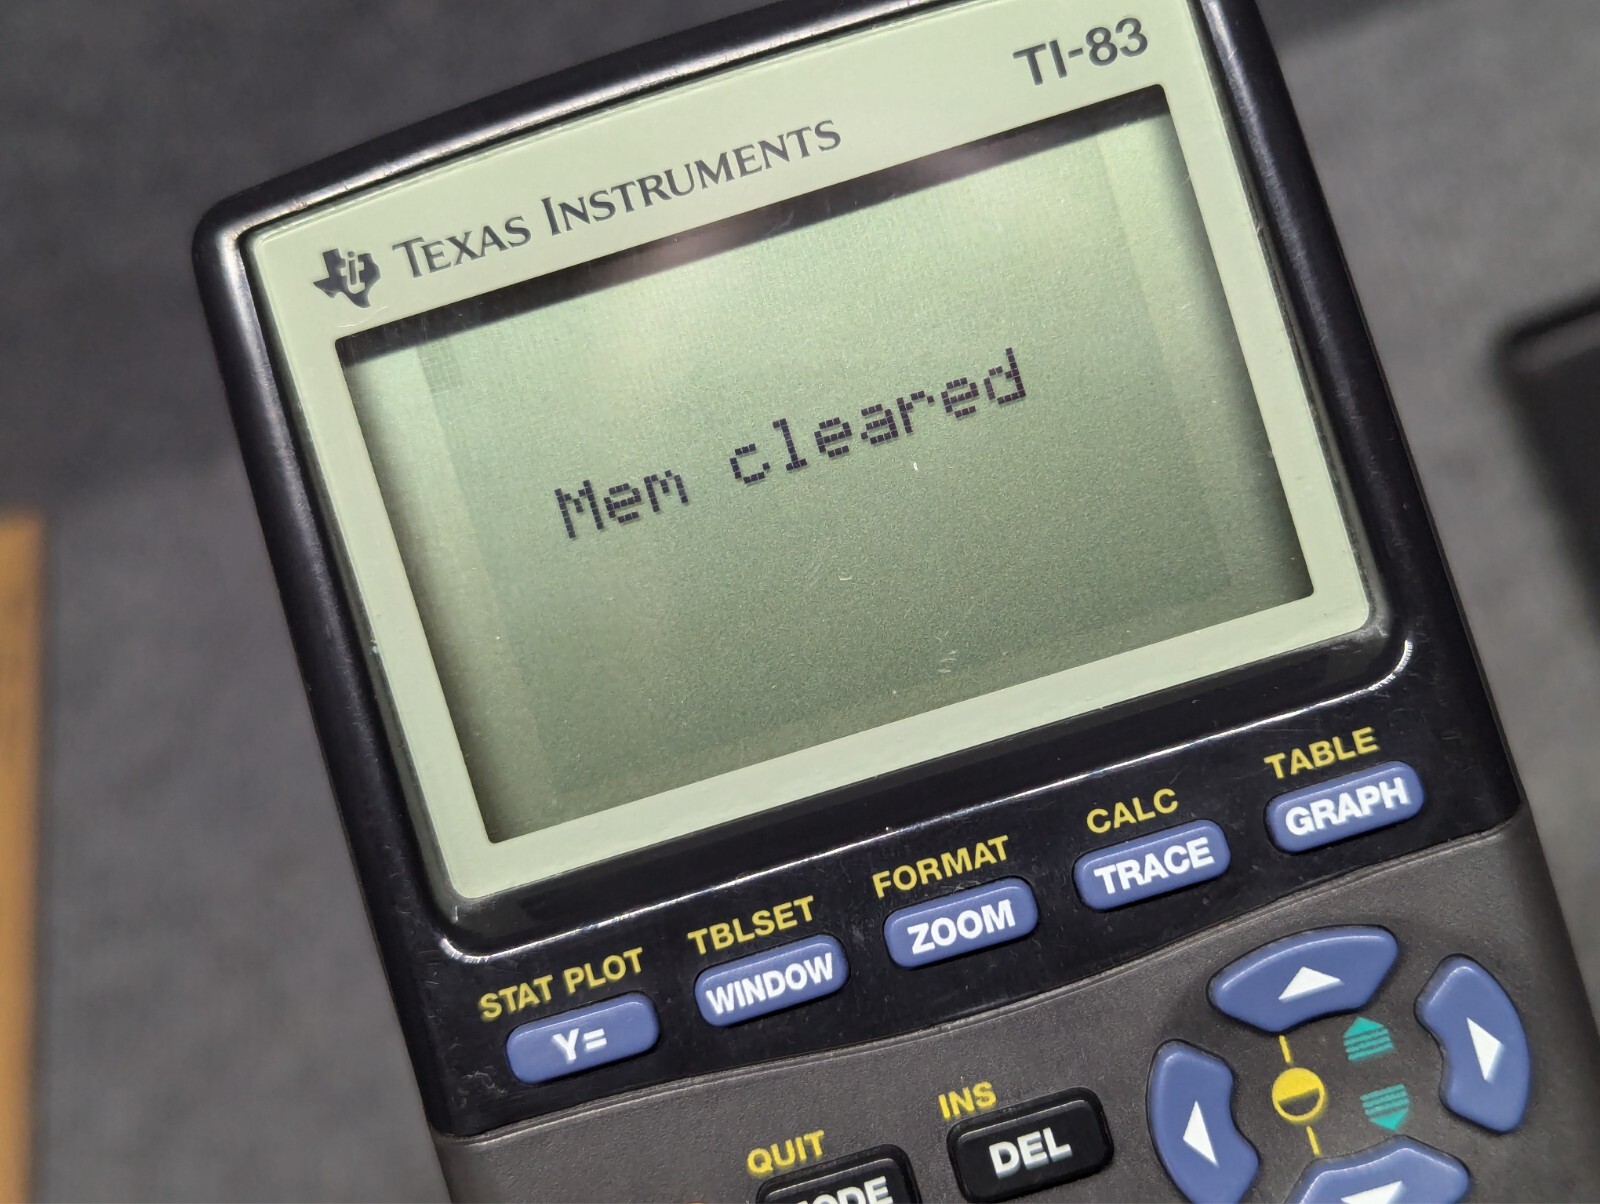 TI-83
TEXAS INSTRUMENTS
Mem cleared
STAT PLOT TBLSET FORMAT CALC TABLE
Y= WINDOW ZOOM TRACE GRAPH
QUIT INS
DEL